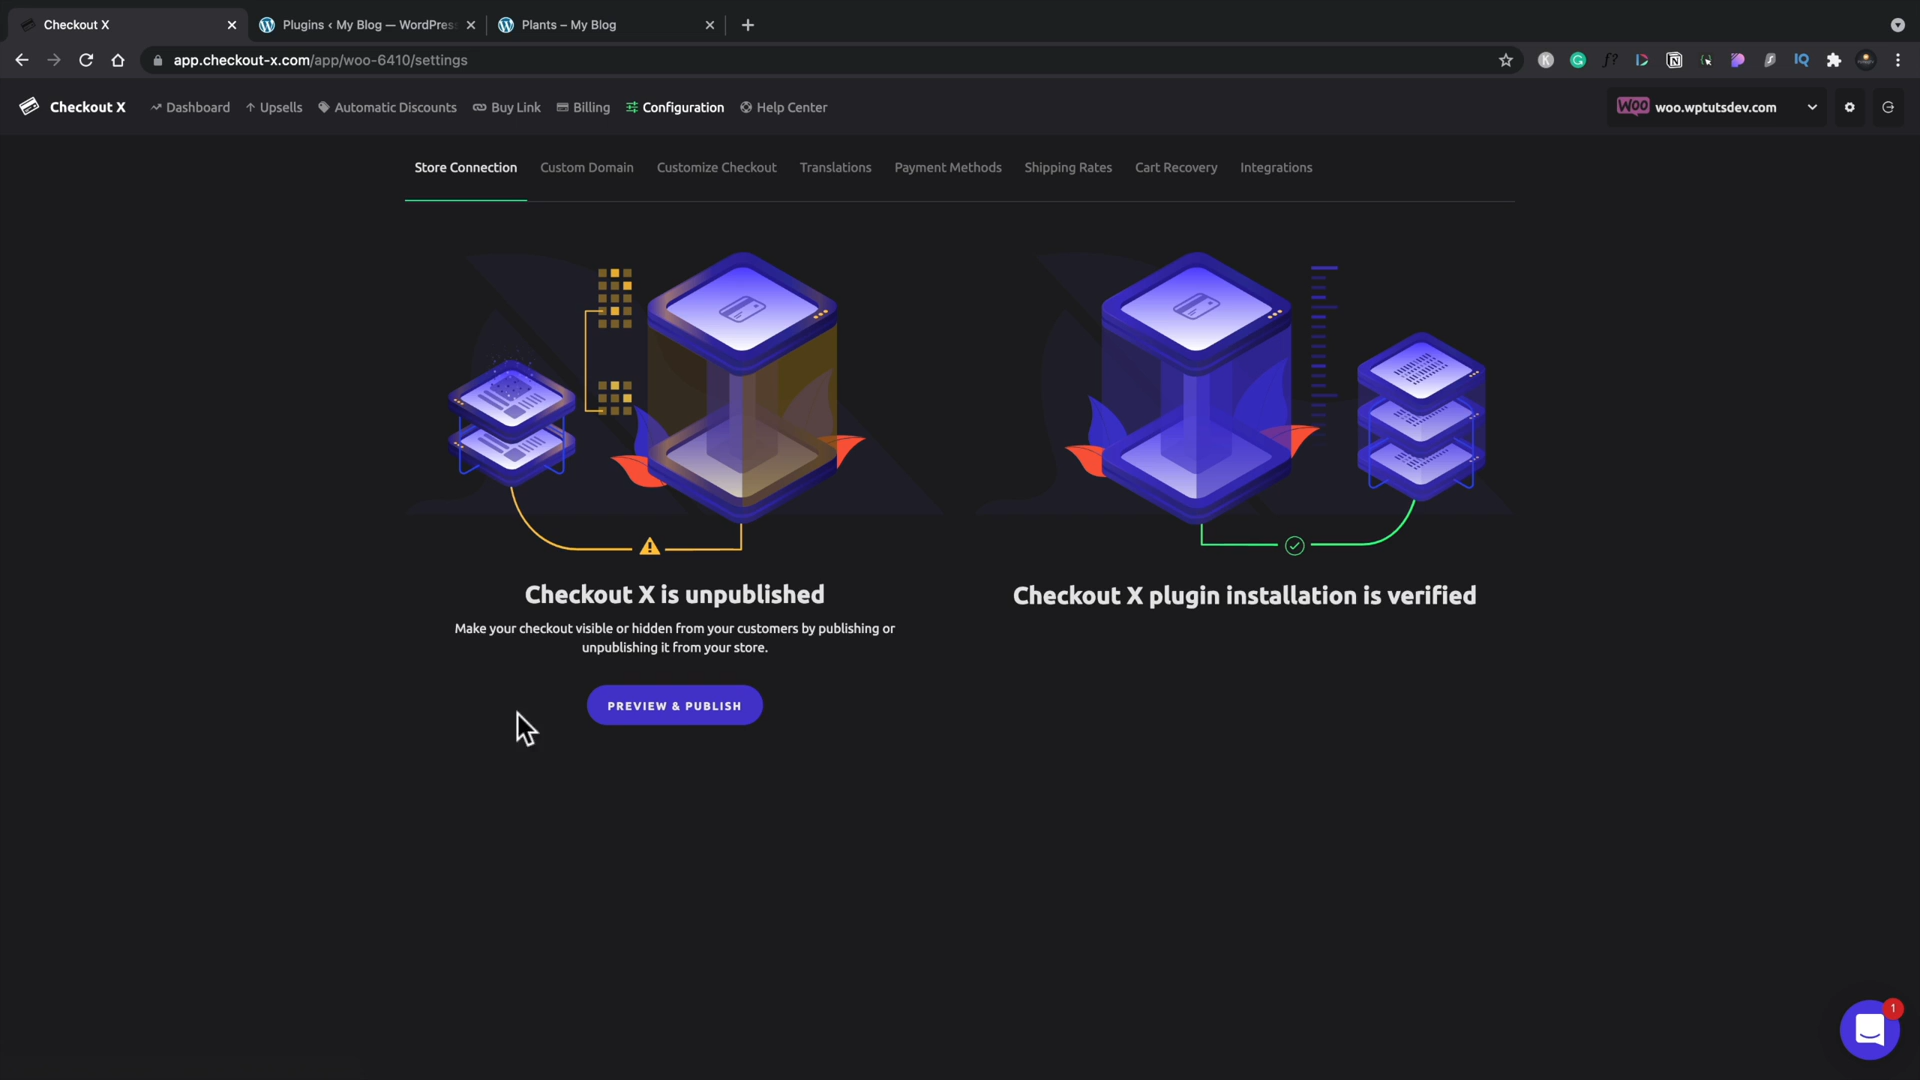 Checkout X
Plugins ‹ My Blog — WordPress
Plants – My Blog
app.checkout-x.com/app/woo-6410/settings
Checkout X
Dashboard
Upsells
Automatic Discounts
Buy Link
Billing
Configuration
Help Center
WOO
woo.wptutsdev.com
Store Connection
Custom Domain
Customize Checkout
Translations
Payment Methods
Shipping Rates
Cart Recovery
Integrations
Checkout X is unpublished
Make your checkout visible or hidden from your customers by publishing or
unpublishing it from your store.
PREVIEW & PUBLISH
Checkout X plugin installation is verified
1